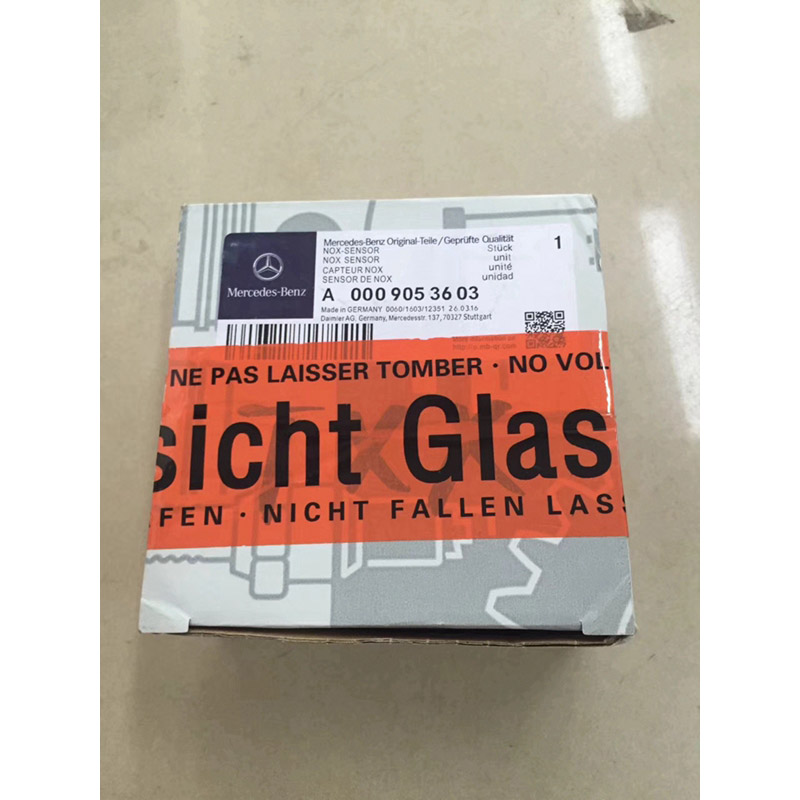 Mercedes-Benz
Mercedes-Benz Original-Teile/Geprüfte Qualität
NOX-SENSOR Stück
NOX SENSOR unit
CAPTEUR NOX unité
SENSOR DE NOX unidad
1
A 000 905 36 03
Made in GERMANY 0060/1603/12351 26.03.16
Daimler AG, Germany, Mercedesstr. 137, 70327 Stuttgart
NE PAS LAISSER TOMBER · NO VOL
sicht Glas
FEN · NICHT FALLEN LASS